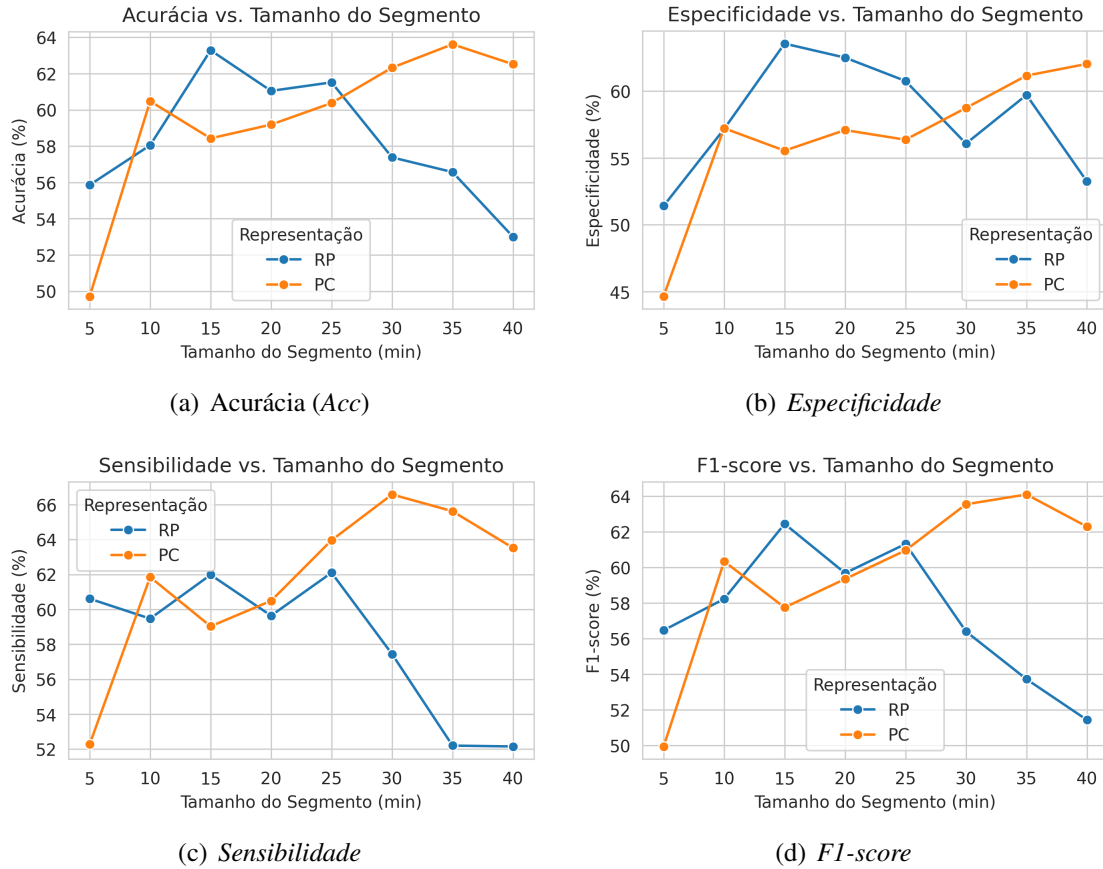 Acurácia vs. Tamanho do Segmento
Acurácia (%)
64
62
60
58
56
54
52
50
Representação
RP
PC
5 10 15 20 25 30 35 40
Tamanho do Segmento (min)
(a) Acurácia (Acc)
Especificidade vs. Tamanho do Segmento
Especificidade (%)
60
55
50
45
Representação
RP
PC
5 10 15 20 25 30 35 40
Tamanho do Segmento (min)
(b) Especificidade
Sensibilidade vs. Tamanho do Segmento
Sensibilidade (%)
66
64
62
60
58
56
54
52
Representação
RP
PC
5 10 15 20 25 30 35 40
Tamanho do Segmento (min)
(c) Sensibilidade
F1-score vs. Tamanho do Segmento
F1-score (%)
64
62
60
58
56
54
52
50
Representação
RP
PC
5 10 15 20 25 30 35 40
Tamanho do Segmento (min)
(d) F1-score